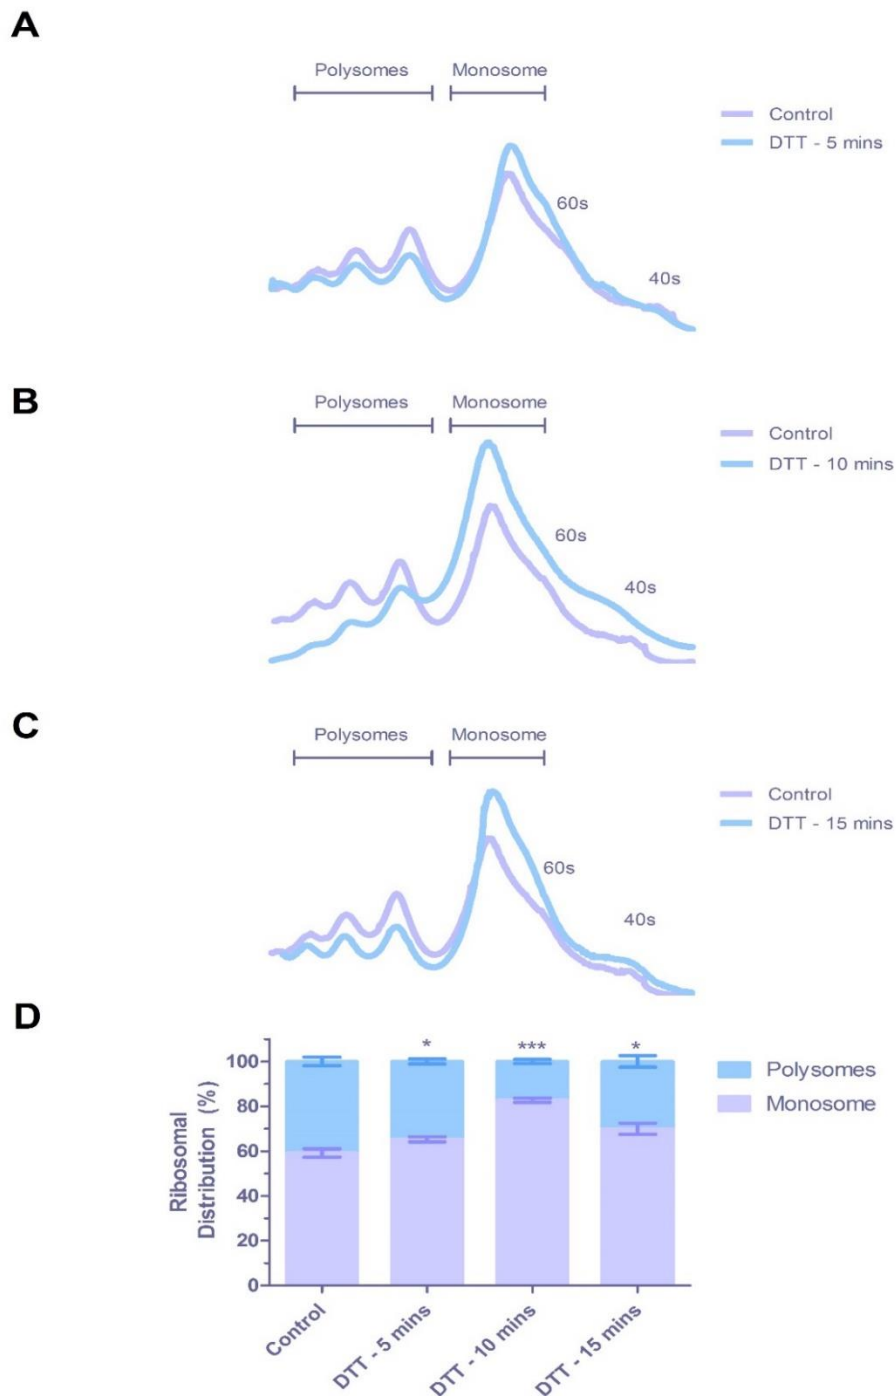 A
Polysomes Monosome
Control
DTT - 5 mins
60s
40s
B
Polysomes Monosome
Control
DTT - 10 mins
60s
40s
C
Polysomes Monosome
Control
DTT - 15 mins
60s
40s
D
* *** *
100
80
60
40
20
0
Ribosomal
Distribution (%)
Polysomes
Monosome
Control
DTT - 5 mins
DTT - 10 mins
DTT - 15 mins